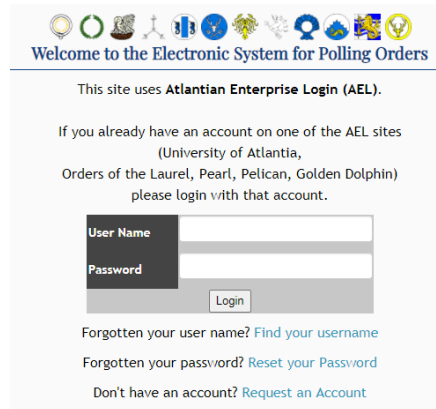 Welcome to the Electronic System for Polling Orders
This site uses Atlantian Enterprise Login (AEL).
If you already have an account on one of the AEL sites
(University of Atlantia,
Orders of the Laurel, Pearl, Pelican, Golden Dolphin)
please login with that account.
User Name
Password
Login
Forgotten your user name? Find your username
Forgotten your password? Reset your Password
Don't have an account? Request an Account